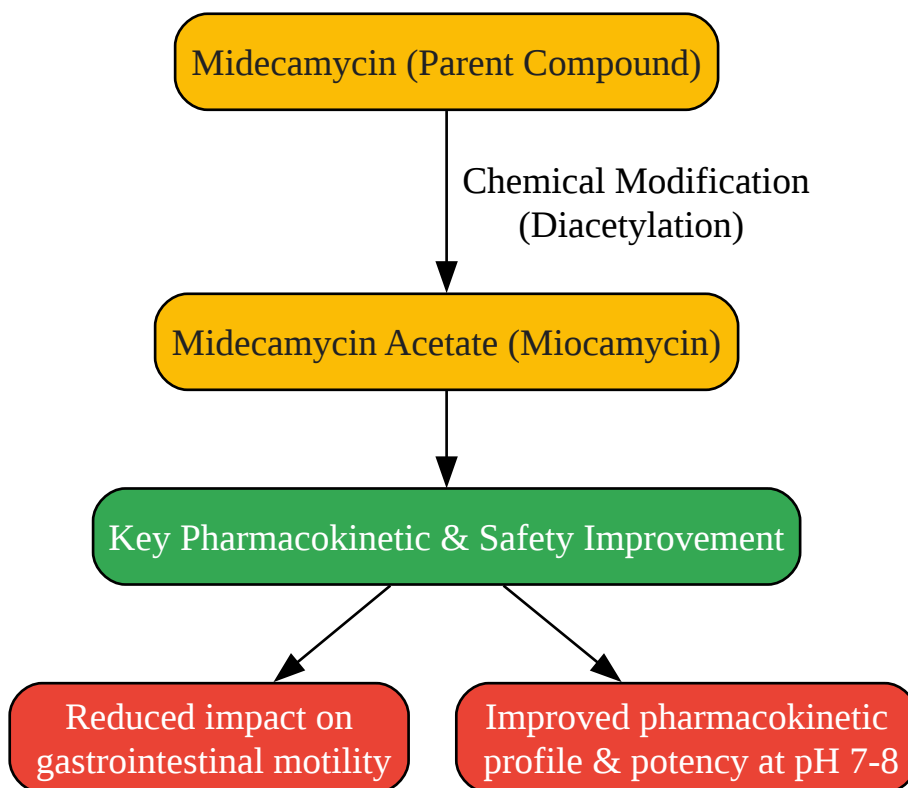 Midecamycin (Parent Compound)
Chemical Modification
(Diacetylation)
Midecamycin Acetate (Miocamycin)
Key Pharmacokinetic & Safety Improvement
Reduced impact on
gastrointestinal motility
Improved pharmacokinetic
profile & potency at pH 7-8